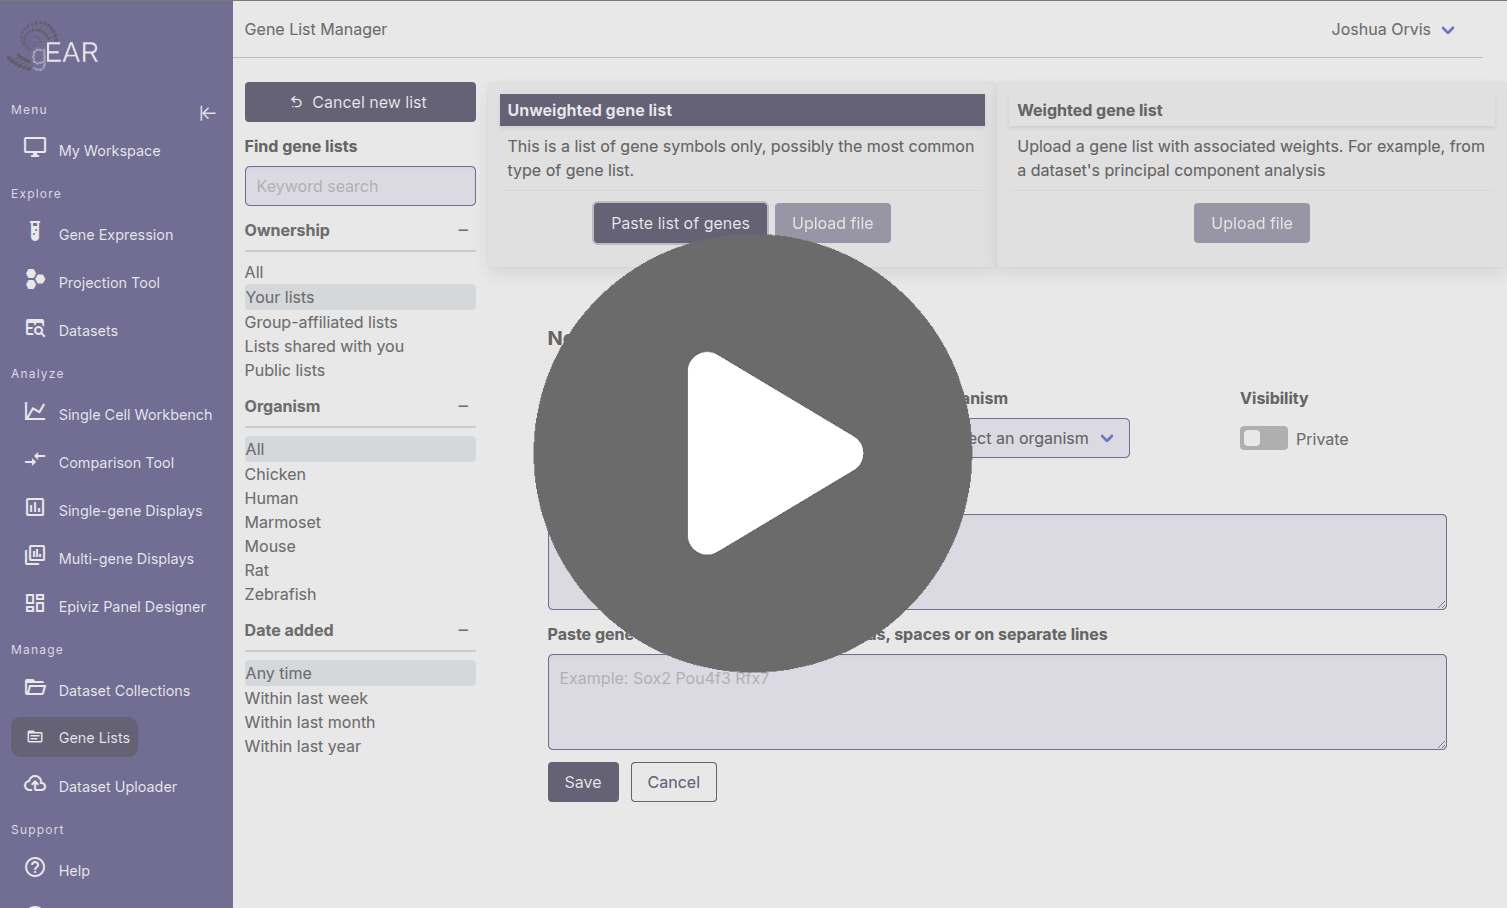 gEAR
Gene List Manager
Joshua Orvis
Menu
My Workspace
Explore
Gene Expression
Projection Tool
Datasets
Analyze
Single Cell Workbench
Comparison Tool
Single-gene Displays
Multi-gene Displays
Epiviz Panel Designer
Manage
Dataset Collections
Gene Lists
Dataset Uploader
Support
Help
Cancel new list
Find gene lists
Keyword search
Ownership
All
Your lists
Group-affiliated lists
Lists shared with you
Public lists
Organism
All
Chicken
Human
Marmoset
Mouse
Rat
Zebrafish
Date added
Any time
Within last week
Within last month
Within last year
Unweighted gene list
This is a list of gene symbols only, possibly the most common
type of gene list.
Paste list of genes
Upload file
Weighted gene list
Upload a gene list with associated weights. For example, from
a dataset's principal component analysis
Upload file
Visibility
an organism
Private
Paste spaces or on separate lines
Example: Sox2 Pou4f3 Rfx7
Save
Cancel